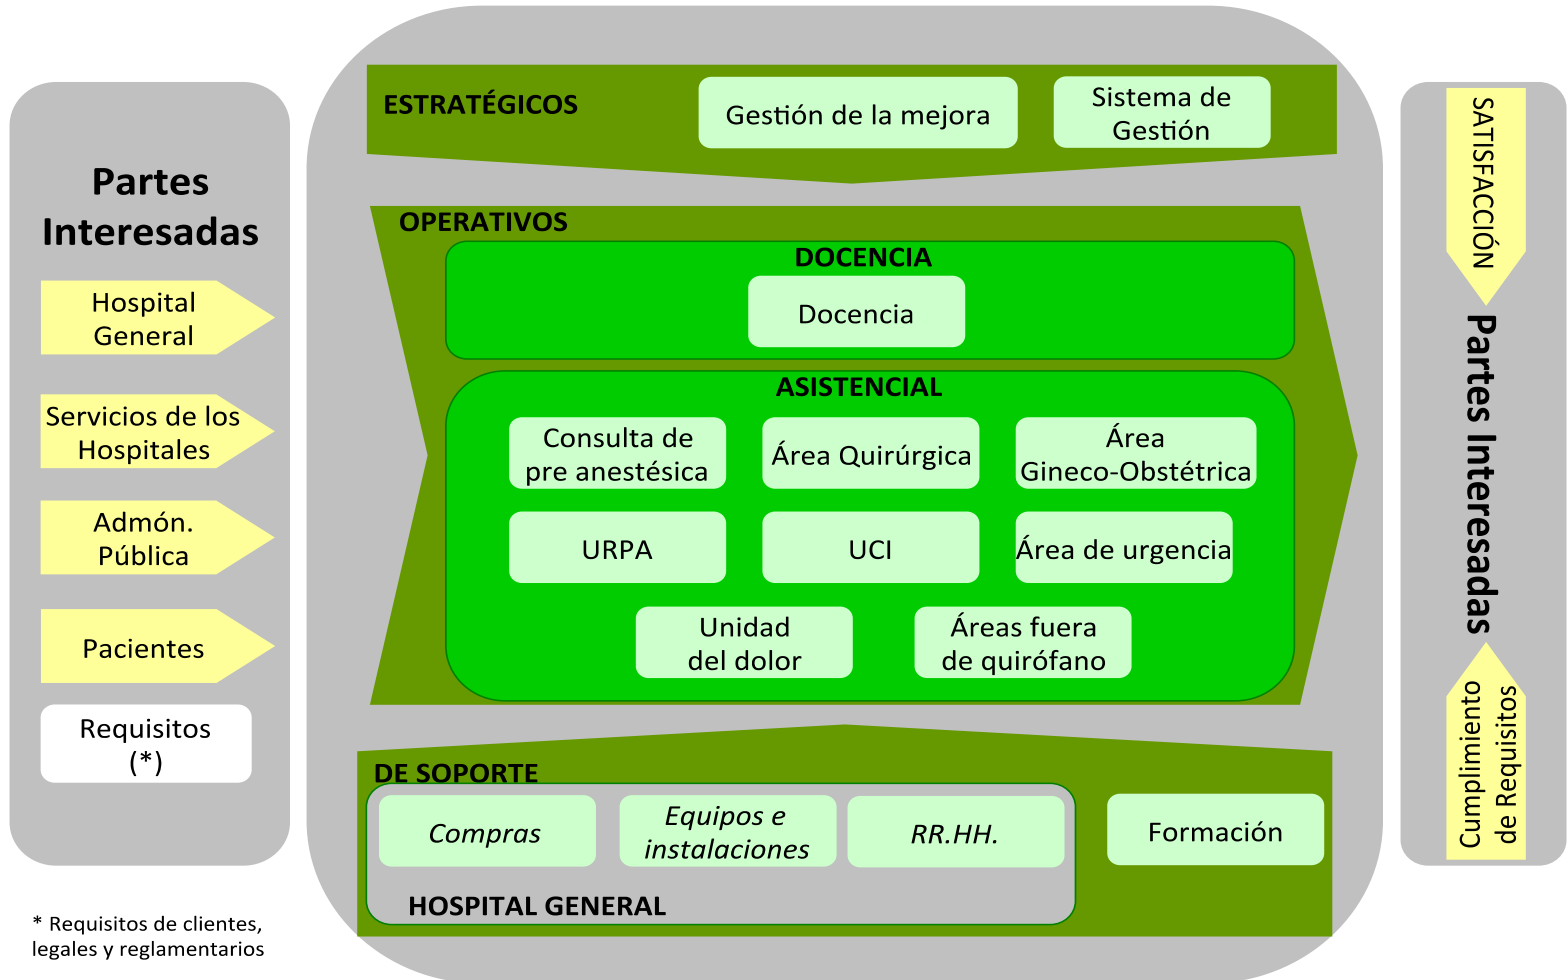 Partes
Interesadas
Hospital
General
Servicios de los
Hospitales
Admón.
Pública
Pacientes
Requisitos
(*)
* Requisitos de clientes,
legales y reglamentarios
ESTRATÉGICOS
Gestión de la mejora
Sistema de
Gestión
OPERATIVOS
DOCENCIA
Docencia
ASISTENCIAL
Consulta de
pre anestésica
Área Quirúrgica
Área
Gineco-Obstétrica
URPA
UCI
Área de urgencia
Unidad
del dolor
Áreas fuera
de quirófano
DE SOPORTE
Compras
Equipos e
instalaciones
RR.HH.
Formación
HOSPITAL GENERAL
SATISFACCIÓN
Partes Interesadas
Cumplimiento
de Requisitos